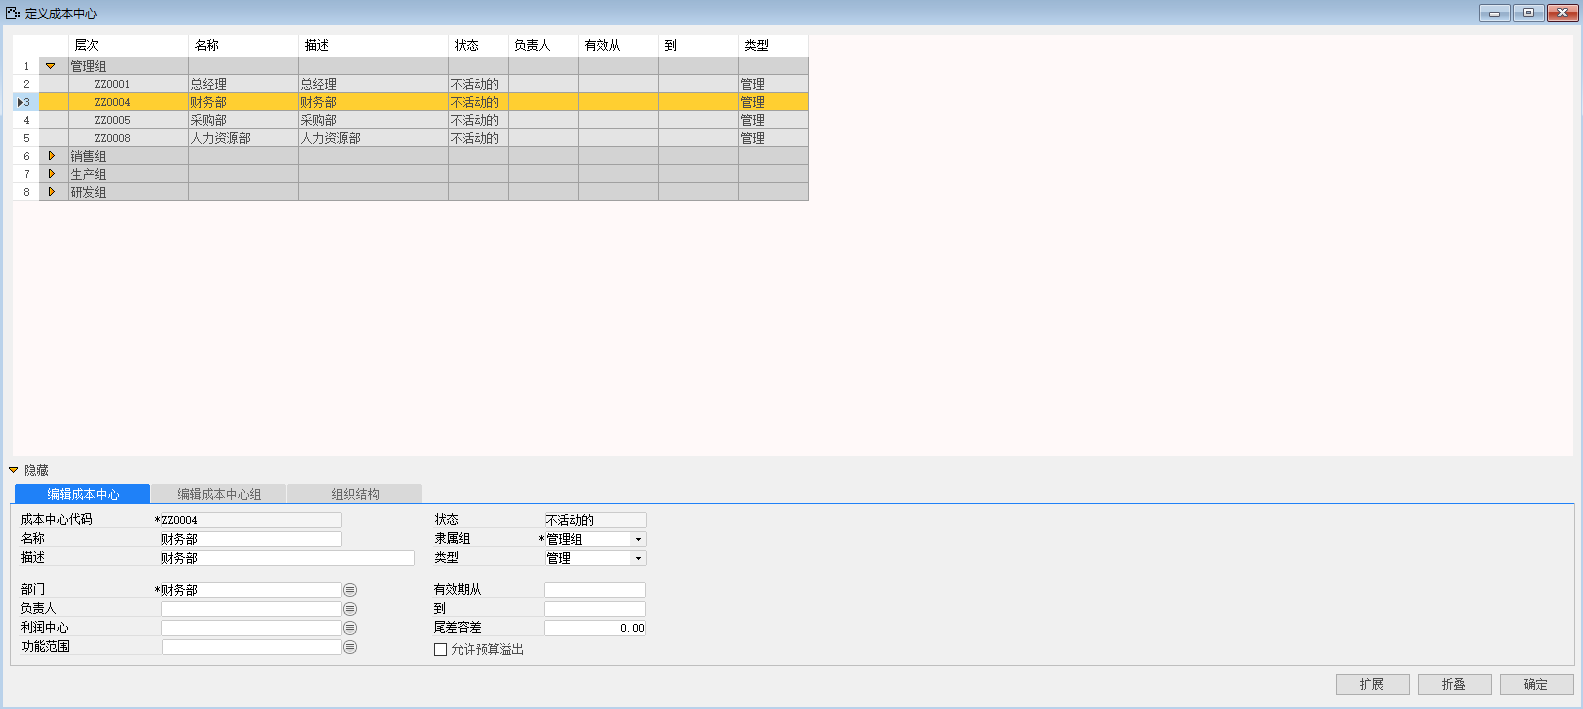 定义成本中心
层次 名称 描述 状态 负责人 有效从 到 类型
1 管理组
2 ZZ0001 总经理 总经理 不活动的 管理
3 ZZ0004 财务部 财务部 不活动的 管理
4 ZZ0005 采购部 采购部 不活动的 管理
5 ZZ0008 人力资源部 人力资源部 不活动的 管理
6 销售组
7 生产组
8 研发组
隐藏
编辑成本中心 编辑成本中心组 组织结构
成本中心代码 *ZZ0004 状态 不活动的
名称 财务部 隶属组 *管理组
描述 财务部 类型 管理
部门 *财务部 有效期从
负责人 到
利润中心 尾差容差 0.00
功能范围 允许预算溢出
扩展 折叠 确定